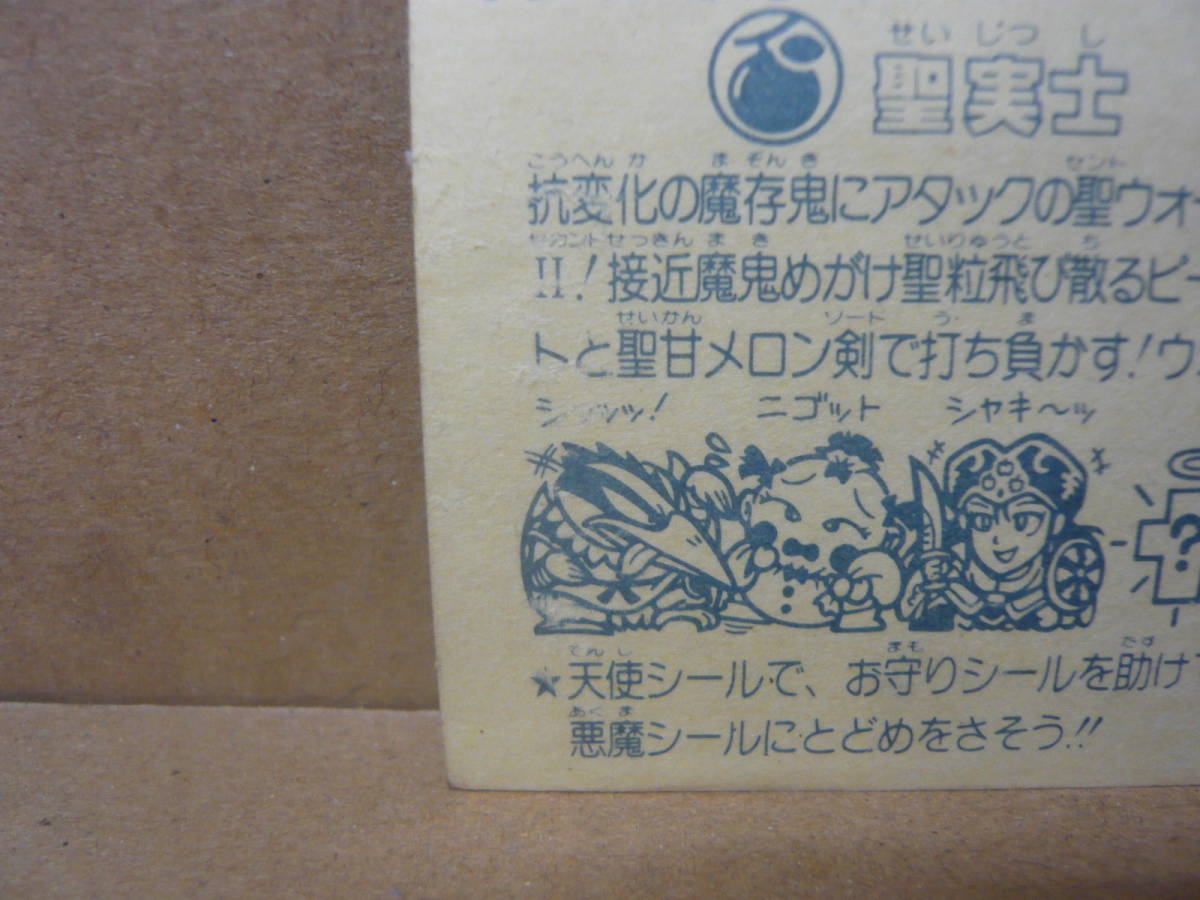 せいじつし
聖実士
こうへんか まぞんき セント
抗変化の魔存鬼にアタックの聖ウォ
セカンド せっきん まき せいりゅうと ち
II!接近魔鬼めがけ聖粒飛び散るピー
せいかん ソード う ま
トと聖甘メロン剣で打ち負かす!ウ
ニゴット シャキ〜ッ
?
てんし まも たす
★天使シールで、お守りシールを助け
あくま
悪魔シールにとどめをさそう!!